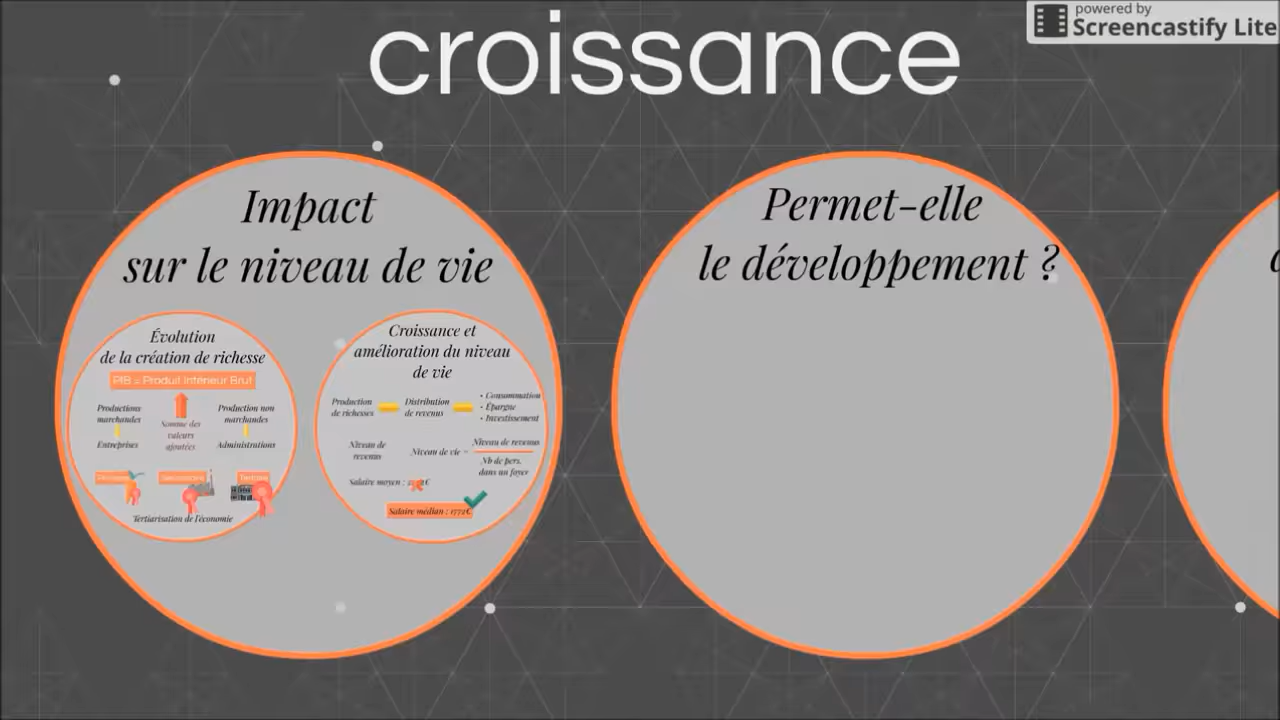 powered by
Screencastify Lite
croissance
Impact
sur le niveau de vie
Évolution
de la création de richesse
PIB = Produit Intérieur Brut
Productions
marchandes
Somme des
valeurs
ajoutées
Production non
marchandes
Entreprises
Administrations
Tertiarisation de l'économie
Croissance et
amélioration du niveau
de vie
Production
de richesses
Distribution
de revenus
• Consommation
• Épargne
• Investissement
Niveau de
revenus
Niveau de vie =
Niveau de revenus
Nb de pers.
dans un foyer
Salaire moyen :
Salaire médian : 1772€
Permet-elle
le développement ?